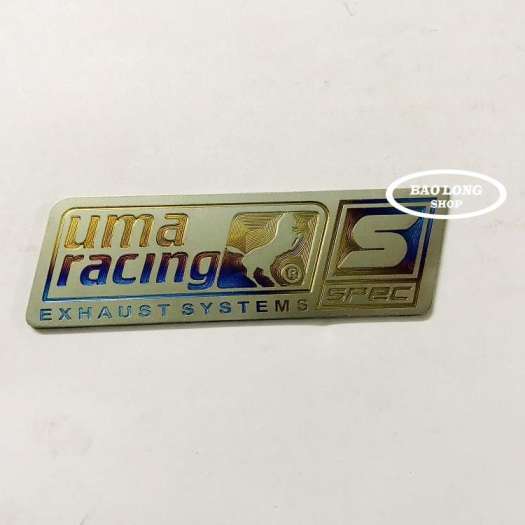 uma
racing
®
EXHAUST SYSTEMS
S
SPEC
BAO LONG
SHOP